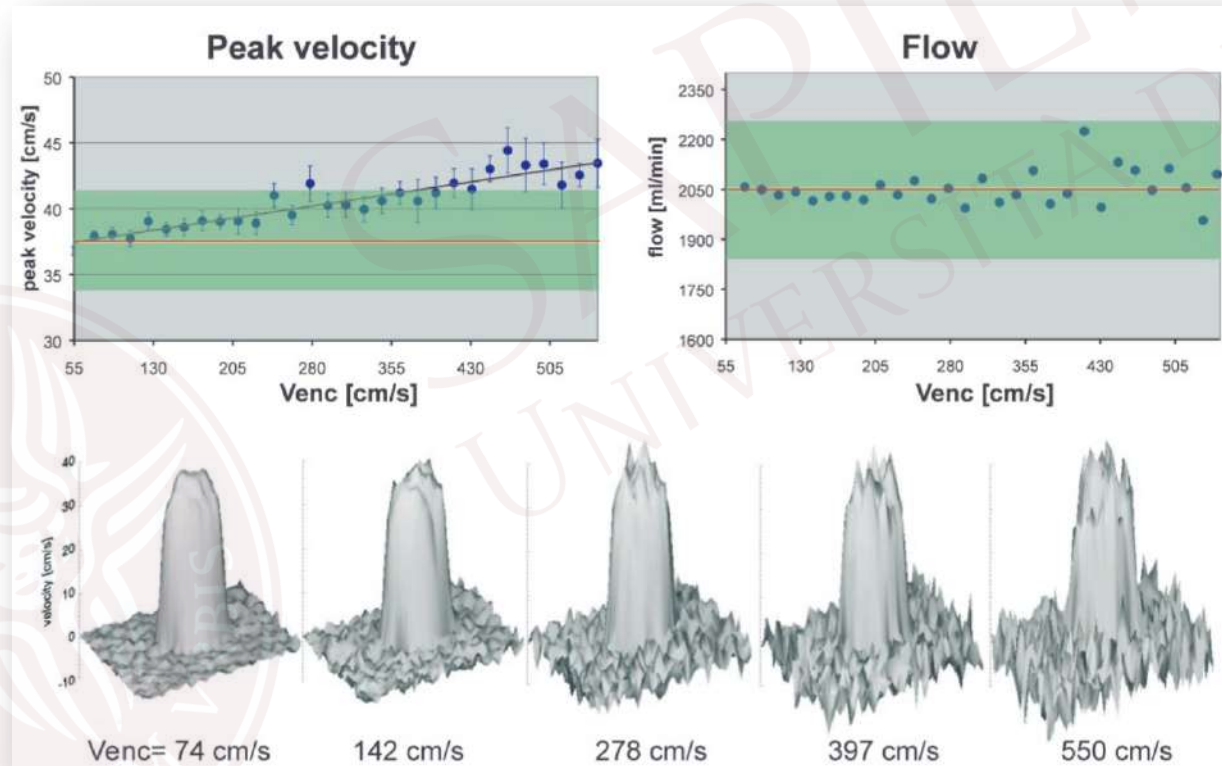 Peak velocity
50
45
40
35
30
peak velocity [cm/s]
55 130 205 280 355 430 505
Venc [cm/s]
Flow
2350
2200
2050
1900
1750
1600
flow [ml/min]
55 130 205 280 355 430 505
Venc [cm/s]
40
30
20
10
0
-10
velocity [cm/s]
Venc= 74 cm/s 142 cm/s 278 cm/s 397 cm/s 550 cm/s
UNIVERSITÀ D